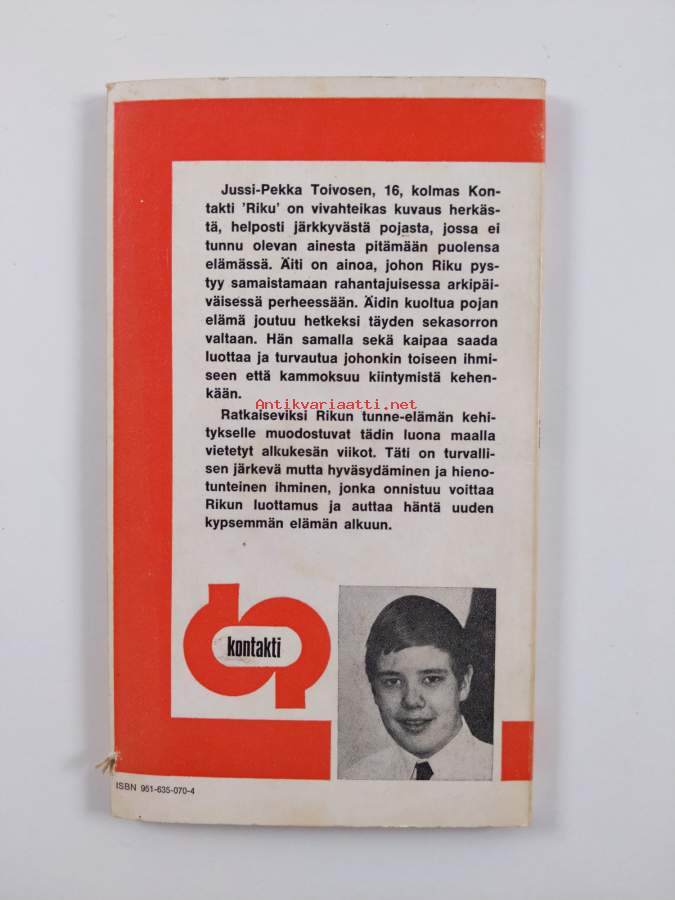 Jussi-Pekka Toivosen, 16, kolmas Kon-
takti 'Riku' on vivahteikas kuvaus herkäs-
tä, helposti järkkyvästä pojasta, jossa ei
tunnu olevan ainesta pitämään puolensa
elämässä. Äiti on ainoa, johon Riku pys-
tyy samaistamaan rahantajuisessa arkipäi-
väisessä perheessään. Äidin kuoltua pojan
elämä joutuu hetkeksi täyden sekasorron
valtaan. Hän samalla sekä kaipaa saada
luottaa ja turvautua johonkin toiseen ihmi-
seen että kammoksuu kiintymistä kehen-
kään.
Antikvariaatti.net
Ratkaiseviksi Rikun tunne-elämän kehi-
tykselle muodostuvat tädin luona maalla
vietetyt alkukesän viikot. Täti on turvalli-
sen järkevä mutta hyväsydäminen ja hieno-
tunteinen ihminen, jonka onnistuu voittaa
Rikun luottamus ja auttaa häntä uuden
kypsemmän elämän alkuun.
kontakti
ISBN 951-635-070-4